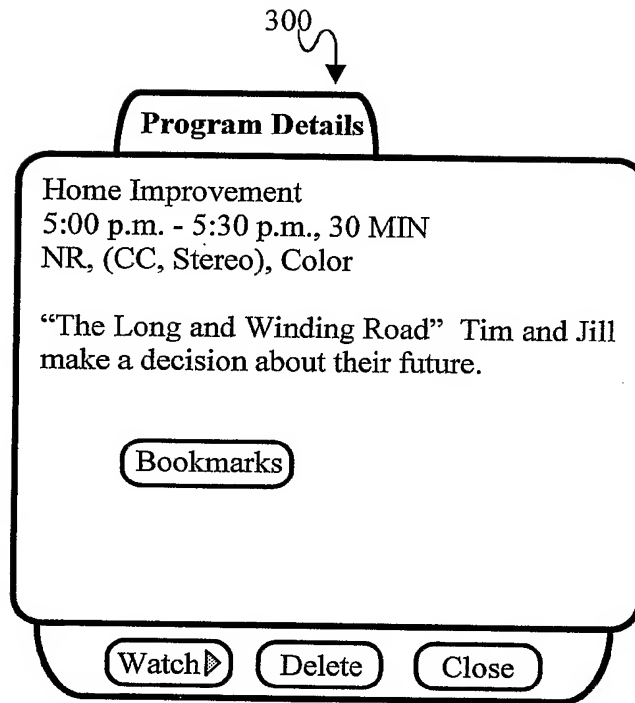 300
Program Details
Home Improvement
5:00 p.m. - 5:30 p.m., 30 MIN
NR, (CC, Stereo), Color
“The Long and Winding Road” Tim and Jill
make a decision about their future.
Bookmarks
Watch Delete Close